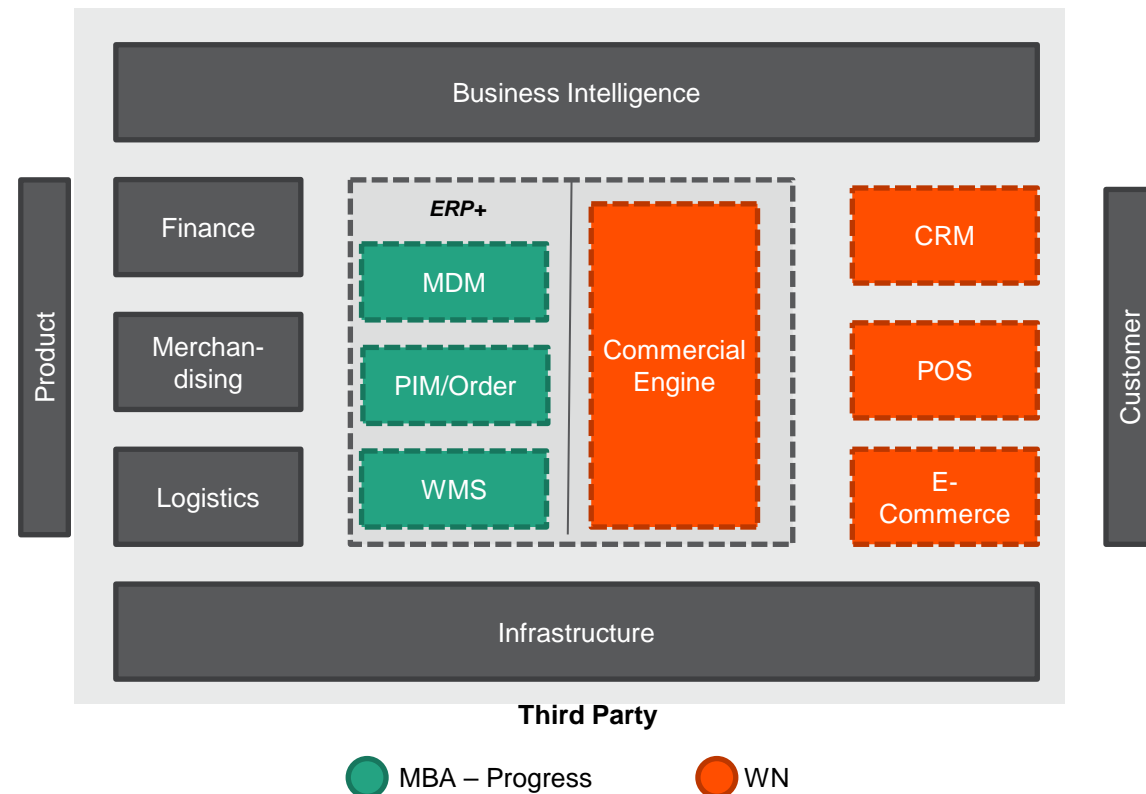 Business Intelligence
Product
Finance
Merchan-
dising
Logistics
ERP+
MDM
PIM/Order
WMS
Commercial
Engine
CRM
POS
E-
Commerce
Customer
Infrastructure
Third Party
MBA – Progress
WN